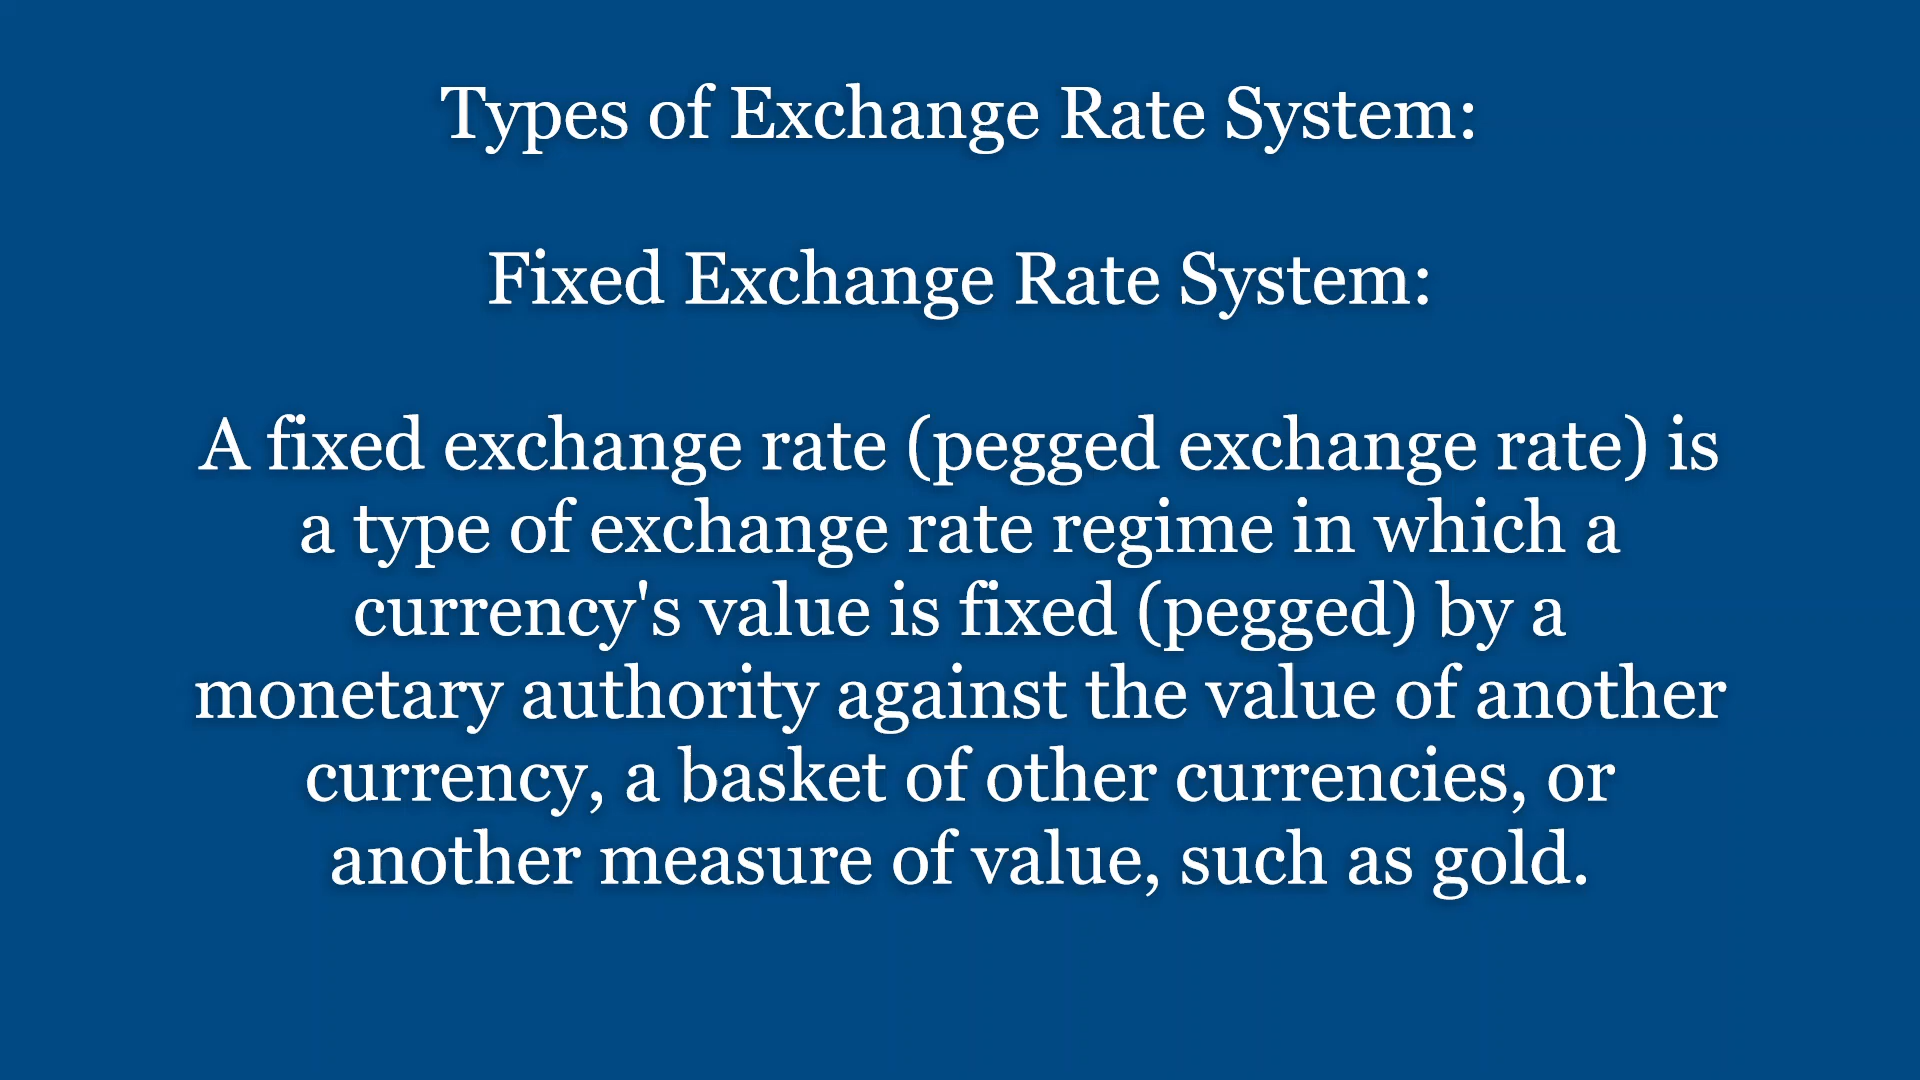 Types of Exchange Rate System:
Fixed Exchange Rate System:
A fixed exchange rate (pegged exchange rate) is
a type of exchange rate regime in which a
currency's value is fixed (pegged) by a
monetary authority against the value of another
currency, a basket of other currencies, or
another measure of value, such as gold.